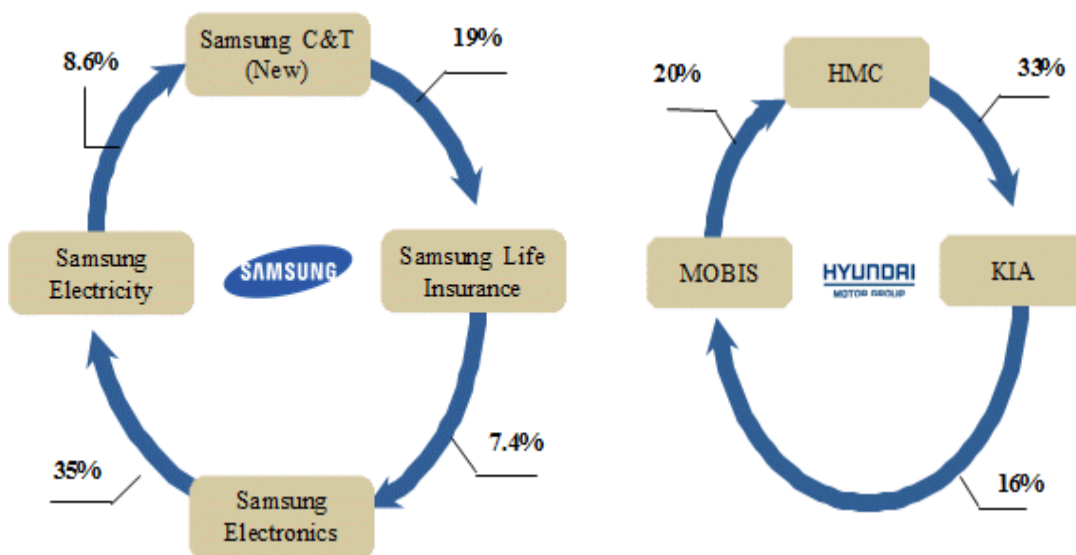 Samsung C&T
(New)
19%
8.6%
Samsung
Electricity
SAMSUNG
Samsung Life
Insurance
35%
7.4%
Samsung
Electronics
20%
HMC
33%
MOBIS
HYUNDAI
MOTOR GROUP
KIA
16%